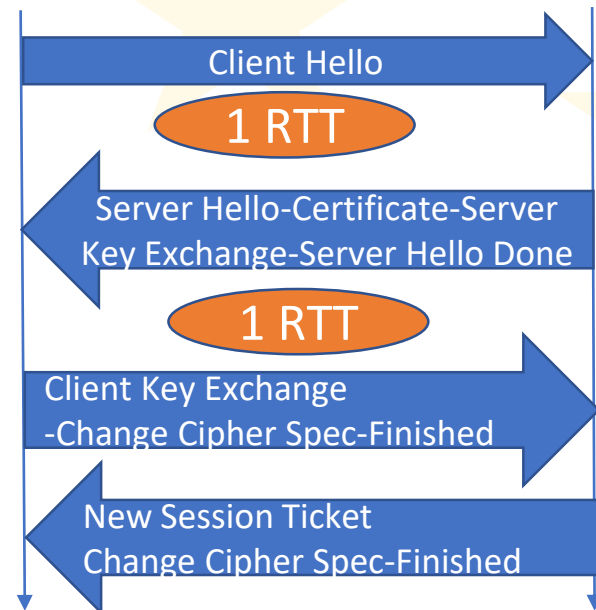 Client Hello
1 RTT
Server Hello-Certificate-Server
Key Exchange-Server Hello Done
1 RTT
Client Key Exchange
-Change Cipher Spec-Finished
New Session Ticket
Change Cipher Spec-Finished